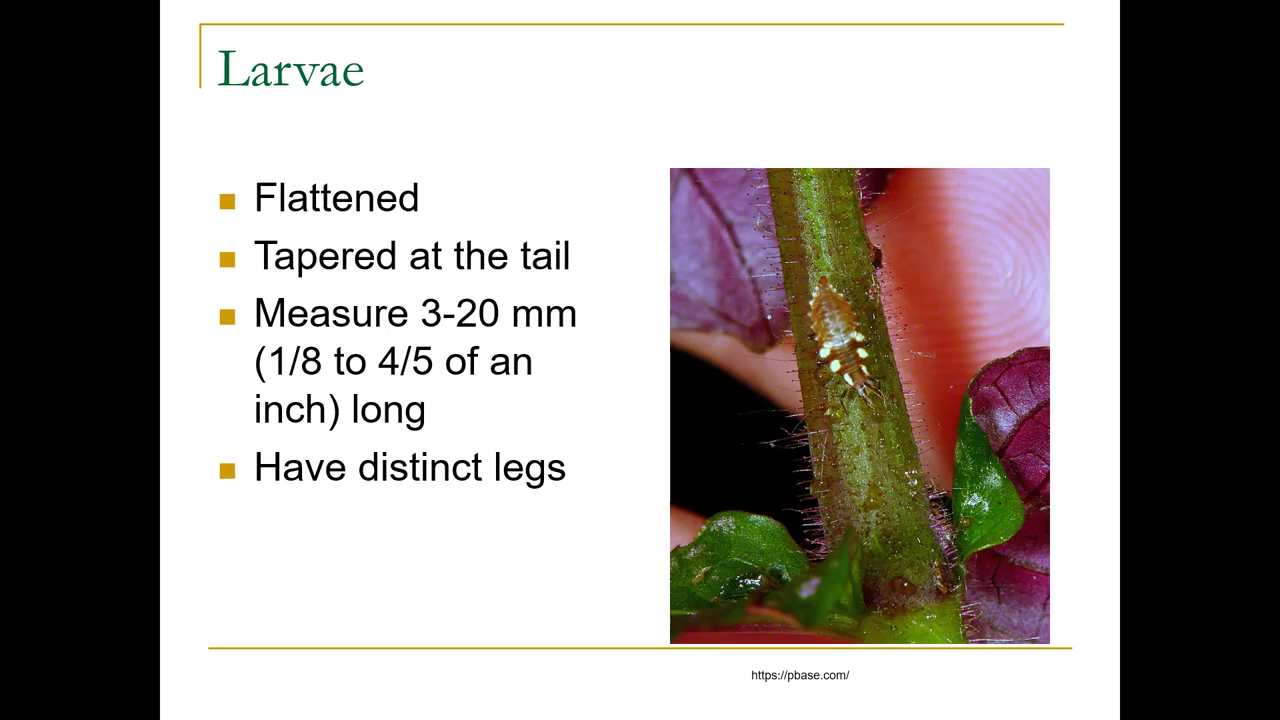 Larvae
Flattened
Tapered at the tail
Measure 3-20 mm
(1/8 to 4/5 of an
inch) long
Have distinct legs
https://pbase.com/